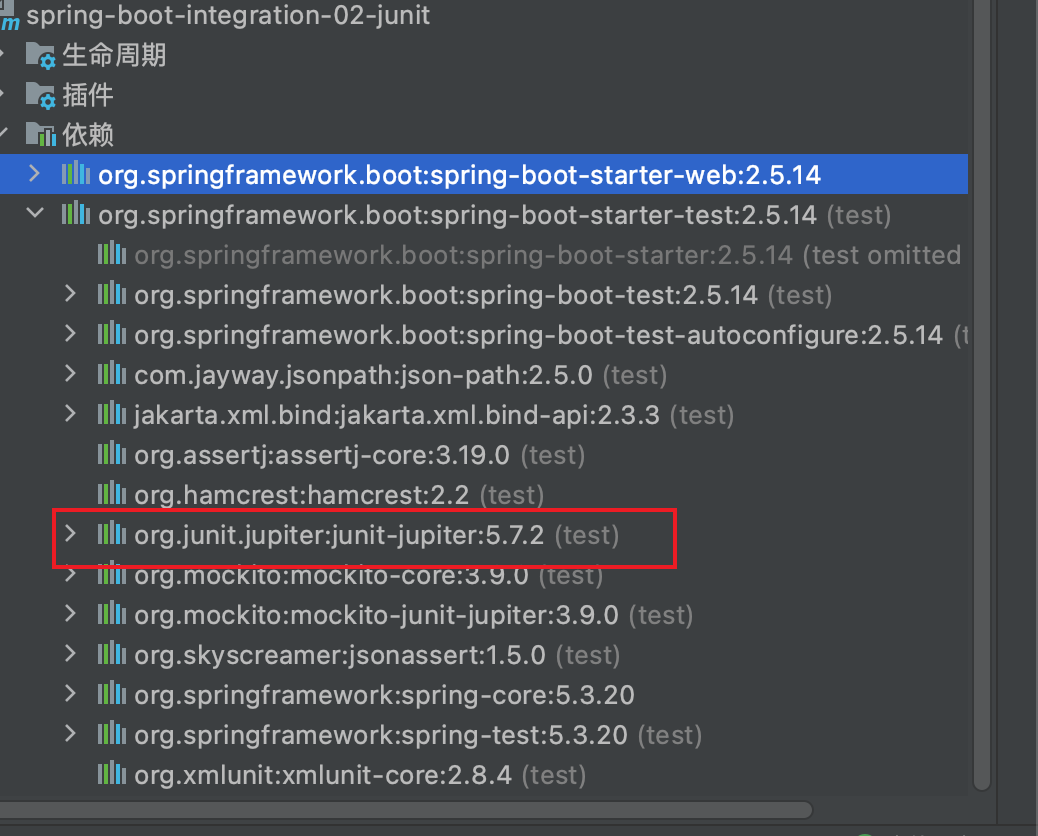 spring-boot-integration-02-junit
生命周期
插件
依赖
org.springframework.boot:spring-boot-starter-web:2.5.14
org.springframework.boot:spring-boot-starter-test:2.5.14 (test)
org.springframework.boot:spring-boot-starter:2.5.14 (test omitted
org.springframework.boot:spring-boot-test:2.5.14 (test)
org.springframework.boot:spring-boot-test-autoconfigure:2.5.14 (t
com.jayway.jsonpath:json-path:2.5.0 (test)
jakarta.xml.bind:jakarta.xml.bind-api:2.3.3 (test)
org.assertj:assertj-core:3.19.0 (test)
org.hamcrest:hamcrest:2.2 (test)
org.junit.jupiter:junit-jupiter:5.7.2 (test)
org.mockito:mockito-core:3.9.0 (test)
org.mockito:mockito-junit-jupiter:3.9.0 (test)
org.skyscreamer:jsonassert:1.5.0 (test)
org.springframework:spring-core:5.3.20
org.springframework:spring-test:5.3.20 (test)
org.xmlunit:xmlunit-core:2.8.4 (test)